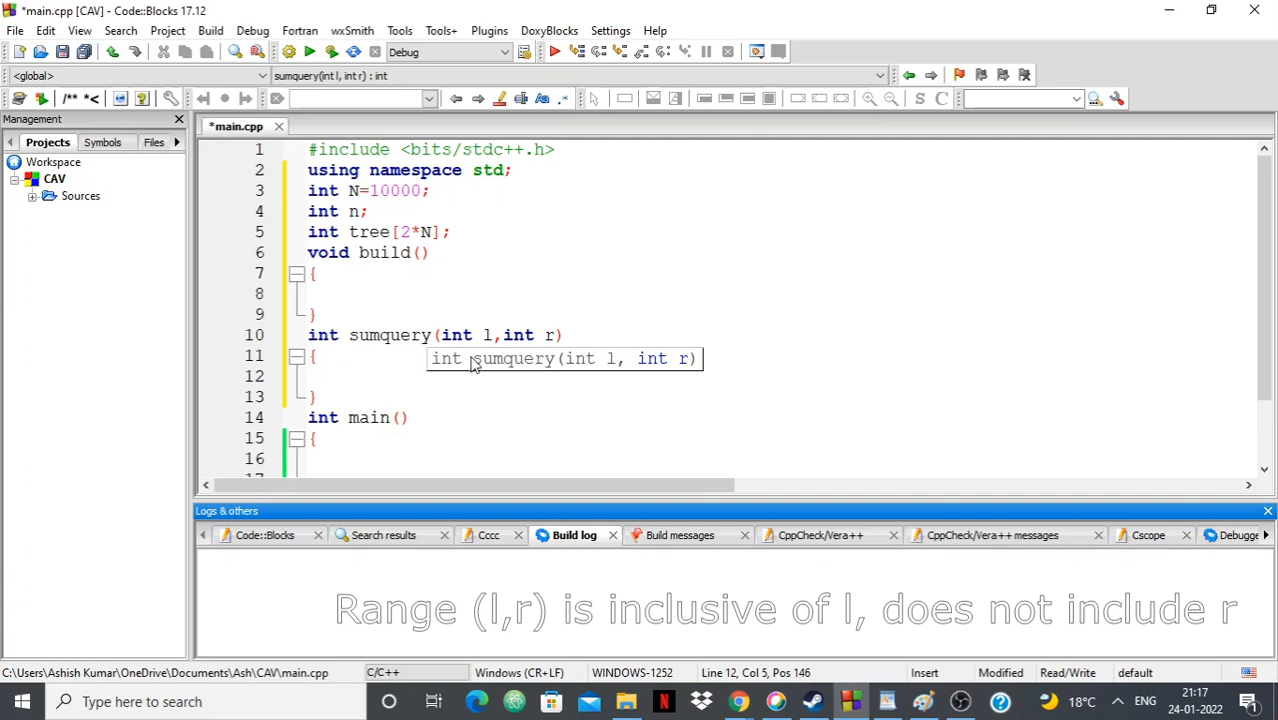 *main.cpp [CAV] - Code::Blocks 17.12
File Edit View Search Project Build Debug Fortran wxSmith Tools Tools+ Plugins DoxyBlocks Settings Help
Debug
<global> sumquery(int l, int r) : int
/** *< Aa .* S C
Management
*main.cpp
Projects Symbols Files
Workspace
CAV
Sources
1 #include <bits/stdc++.h>
2 using namespace std;
3 int N=10000;
4 int n;
5 int tree[2*N];
6 void build()
7 {
8
9 }
10 int sumquery(int l,int r)
11 {
int sumquery(int l, int r)
12
13 }
14 int main()
15 {
16
Logs & others
Code::Blocks Search results Cccc Build log Build messages CppCheck/Vera++ CppCheck/Vera++ messages Cscope Debugge
Range (l,r) is inclusive of l, does not include r
C:\Users\Ashish Kumar\OneDrive\Documents\Ash\CAV\main.cpp C/C++ Windows (CR+LF) WINDOWS-1252 Line 12, Col 5, Pos 146 Insert Modified Read/Write default
Type here to search
18°C ENG
21:17
24-01-2022
1